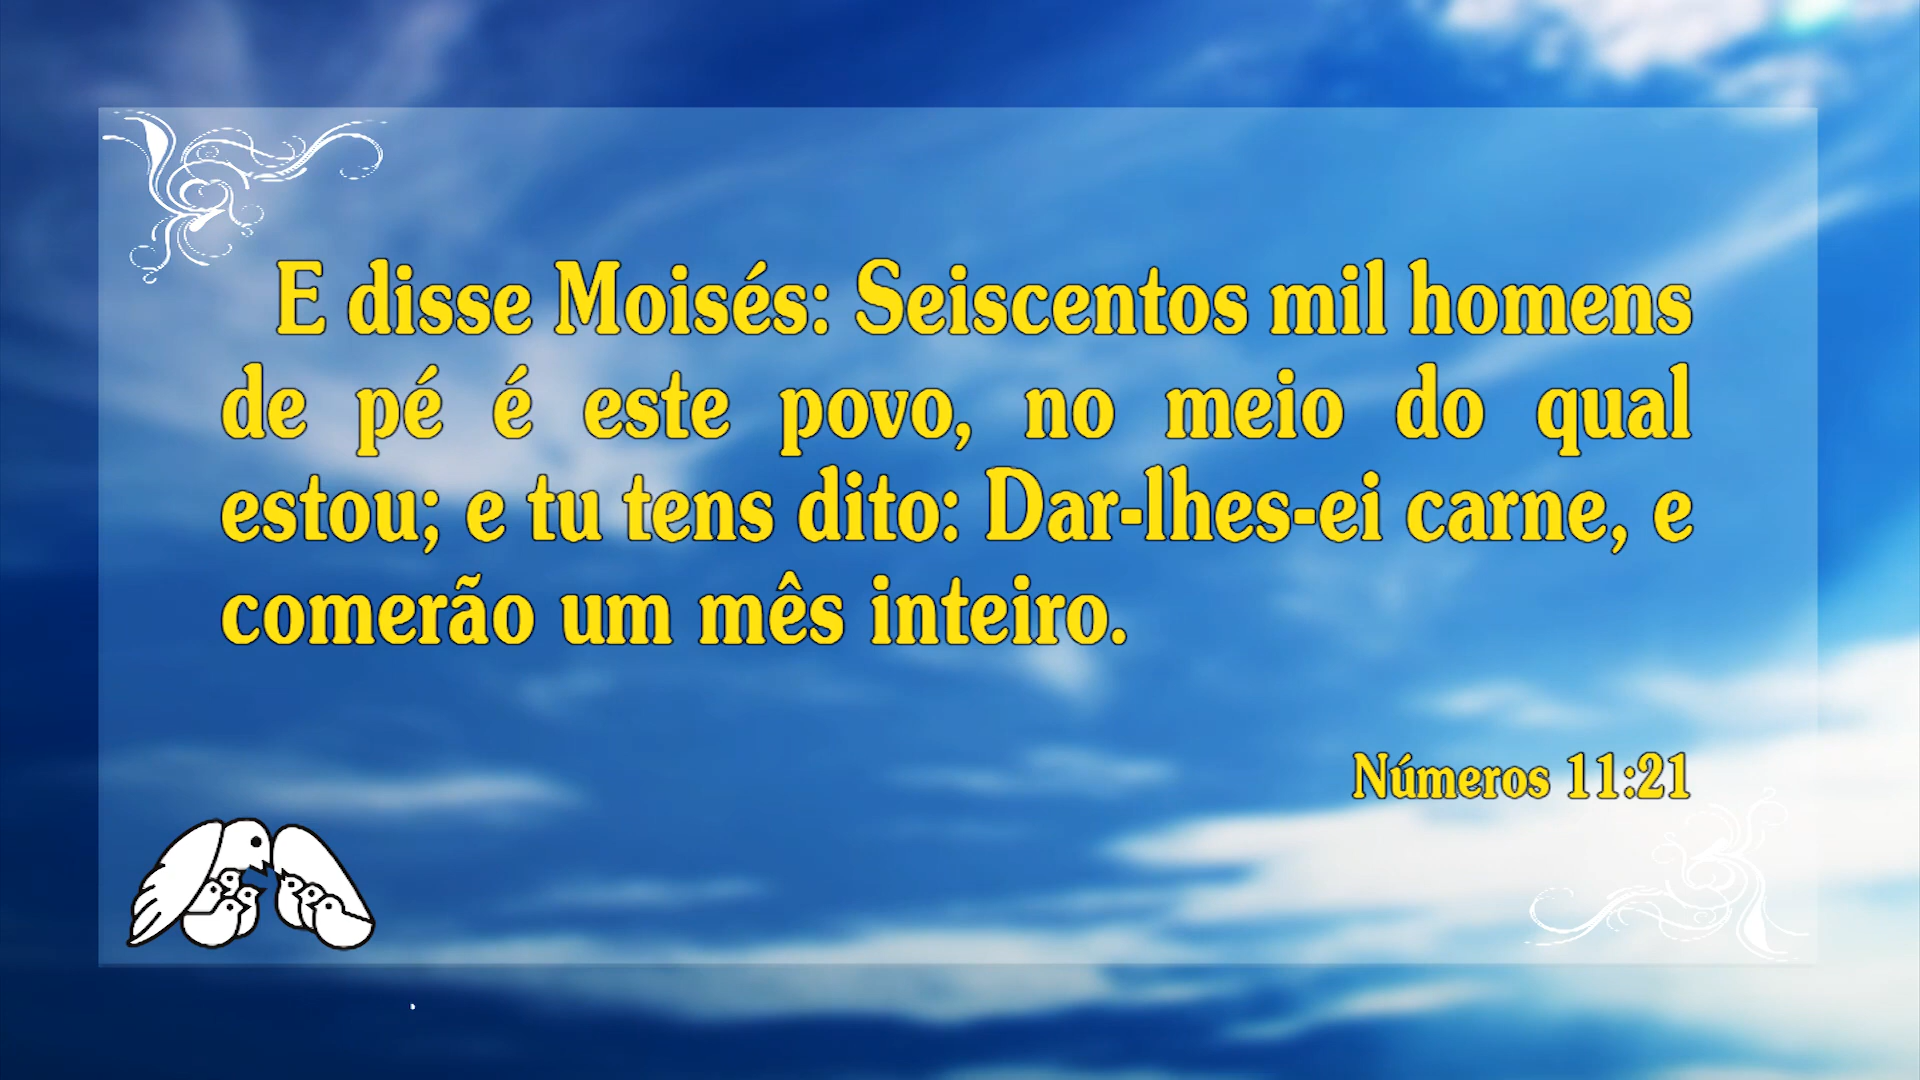 E disse Moisés: Seiscentos mil homens
de pé é este povo, no meio do qual
estou; e tu tens dito: Dar-lhes-ei carne, e
comerão um mês inteiro.
Números 11:21